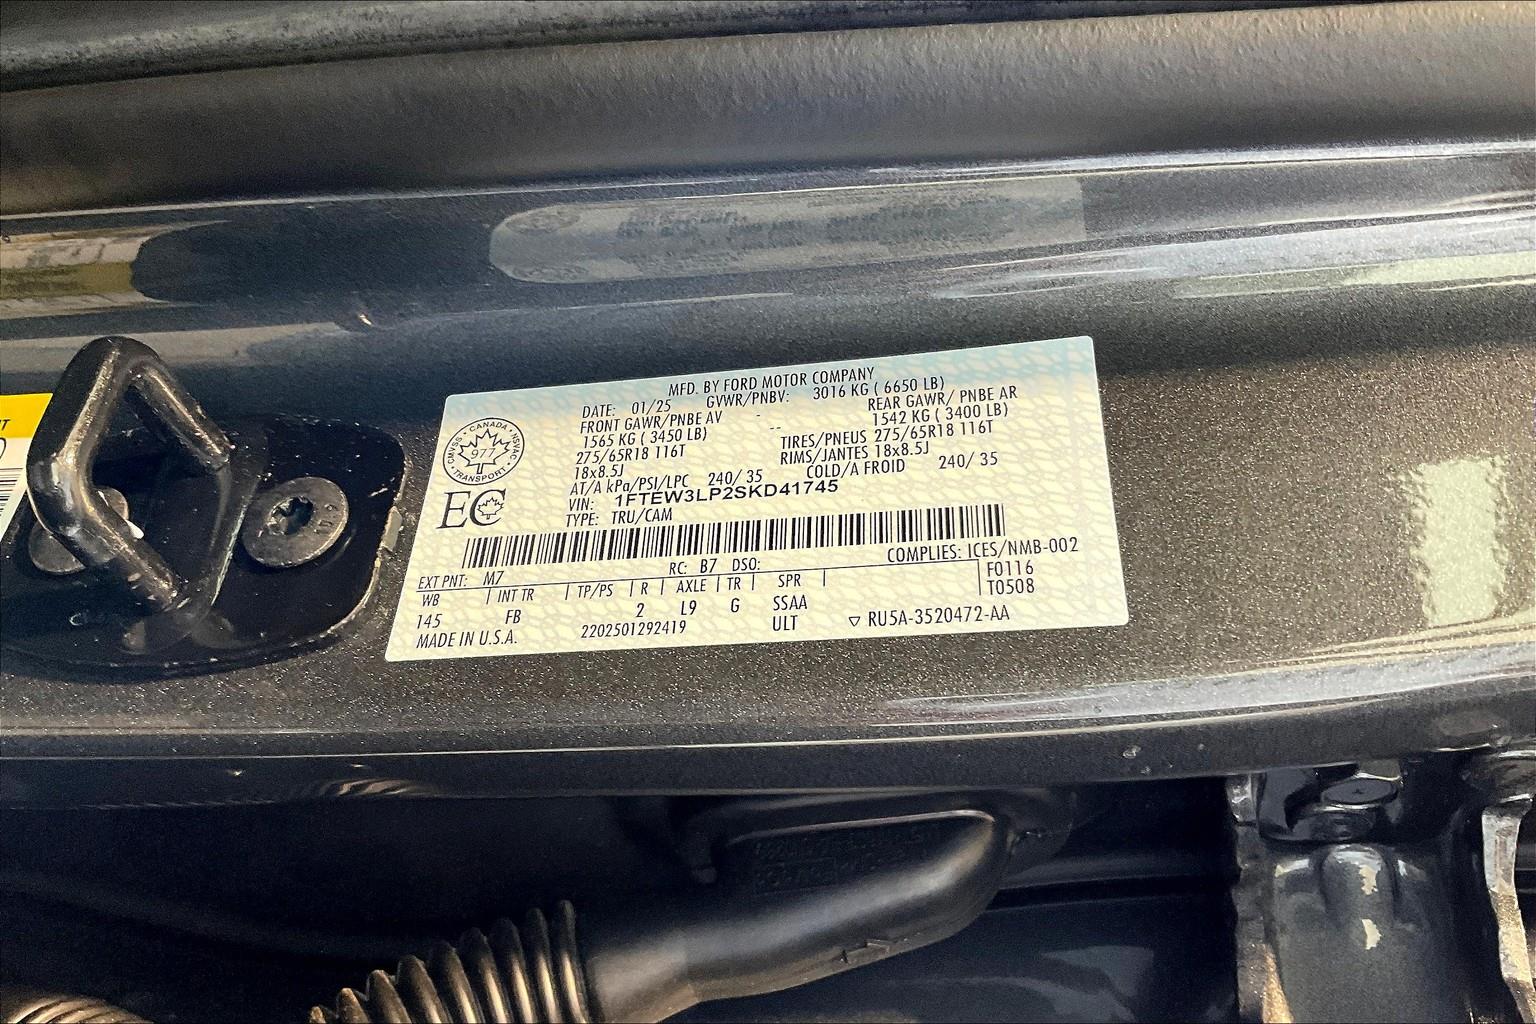 MFD. BY FORD MOTOR COMPANY
DATE: 01/25 GVWR/PNBV: 3016 KG ( 6650 LB)
FRONT GAWR/PNBE AV - REAR GAWR/ PNBE AR
1565 KG ( 3450 LB) -- 1542 KG ( 3400 LB)
275/65R18 116T TIRES/PNEUS 275/65R18 116T
18x8.5J RIMS/JANTES 18x8.5J
AT/A kPa/PSI/LPC 240/ 35 COLD/A FROID 240/ 35
VIN: 1FTEW3LP2SKD41745
TYPE: TRU/CAM
CANADA
CMVSS NSVAC
977
TRANSPORT
EC
COMPLIES: ICES/NMB-002
EXT PNT: M7 RC: B7 DSO: F0116
WB | INT TR | TP/PS | R | AXLE | TR | SPR | T0508
145 FB 2 L9 G SSAA
MADE IN U.S.A. 2202501292419 ULT ▽ RU5A-3520472-AA